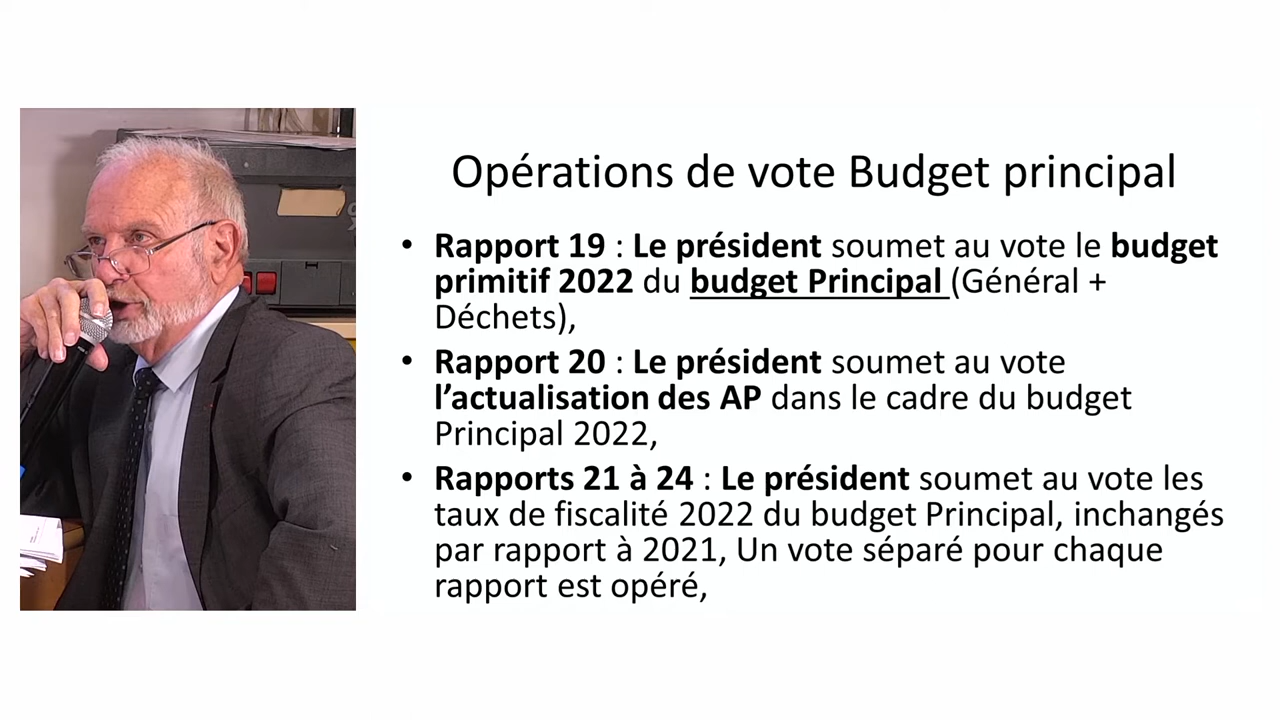 Opérations de vote Budget principal
• Rapport 19 : Le président soumet au vote le budget
primitif 2022 du budget Principal (Général +
Déchets),
• Rapport 20 : Le président soumet au vote
l’actualisation des AP dans le cadre du budget
Principal 2022,
• Rapports 21 à 24 : Le président soumet au vote les
taux de fiscalité 2022 du budget Principal, inchangés
par rapport à 2021, Un vote séparé pour chaque
rapport est opéré,